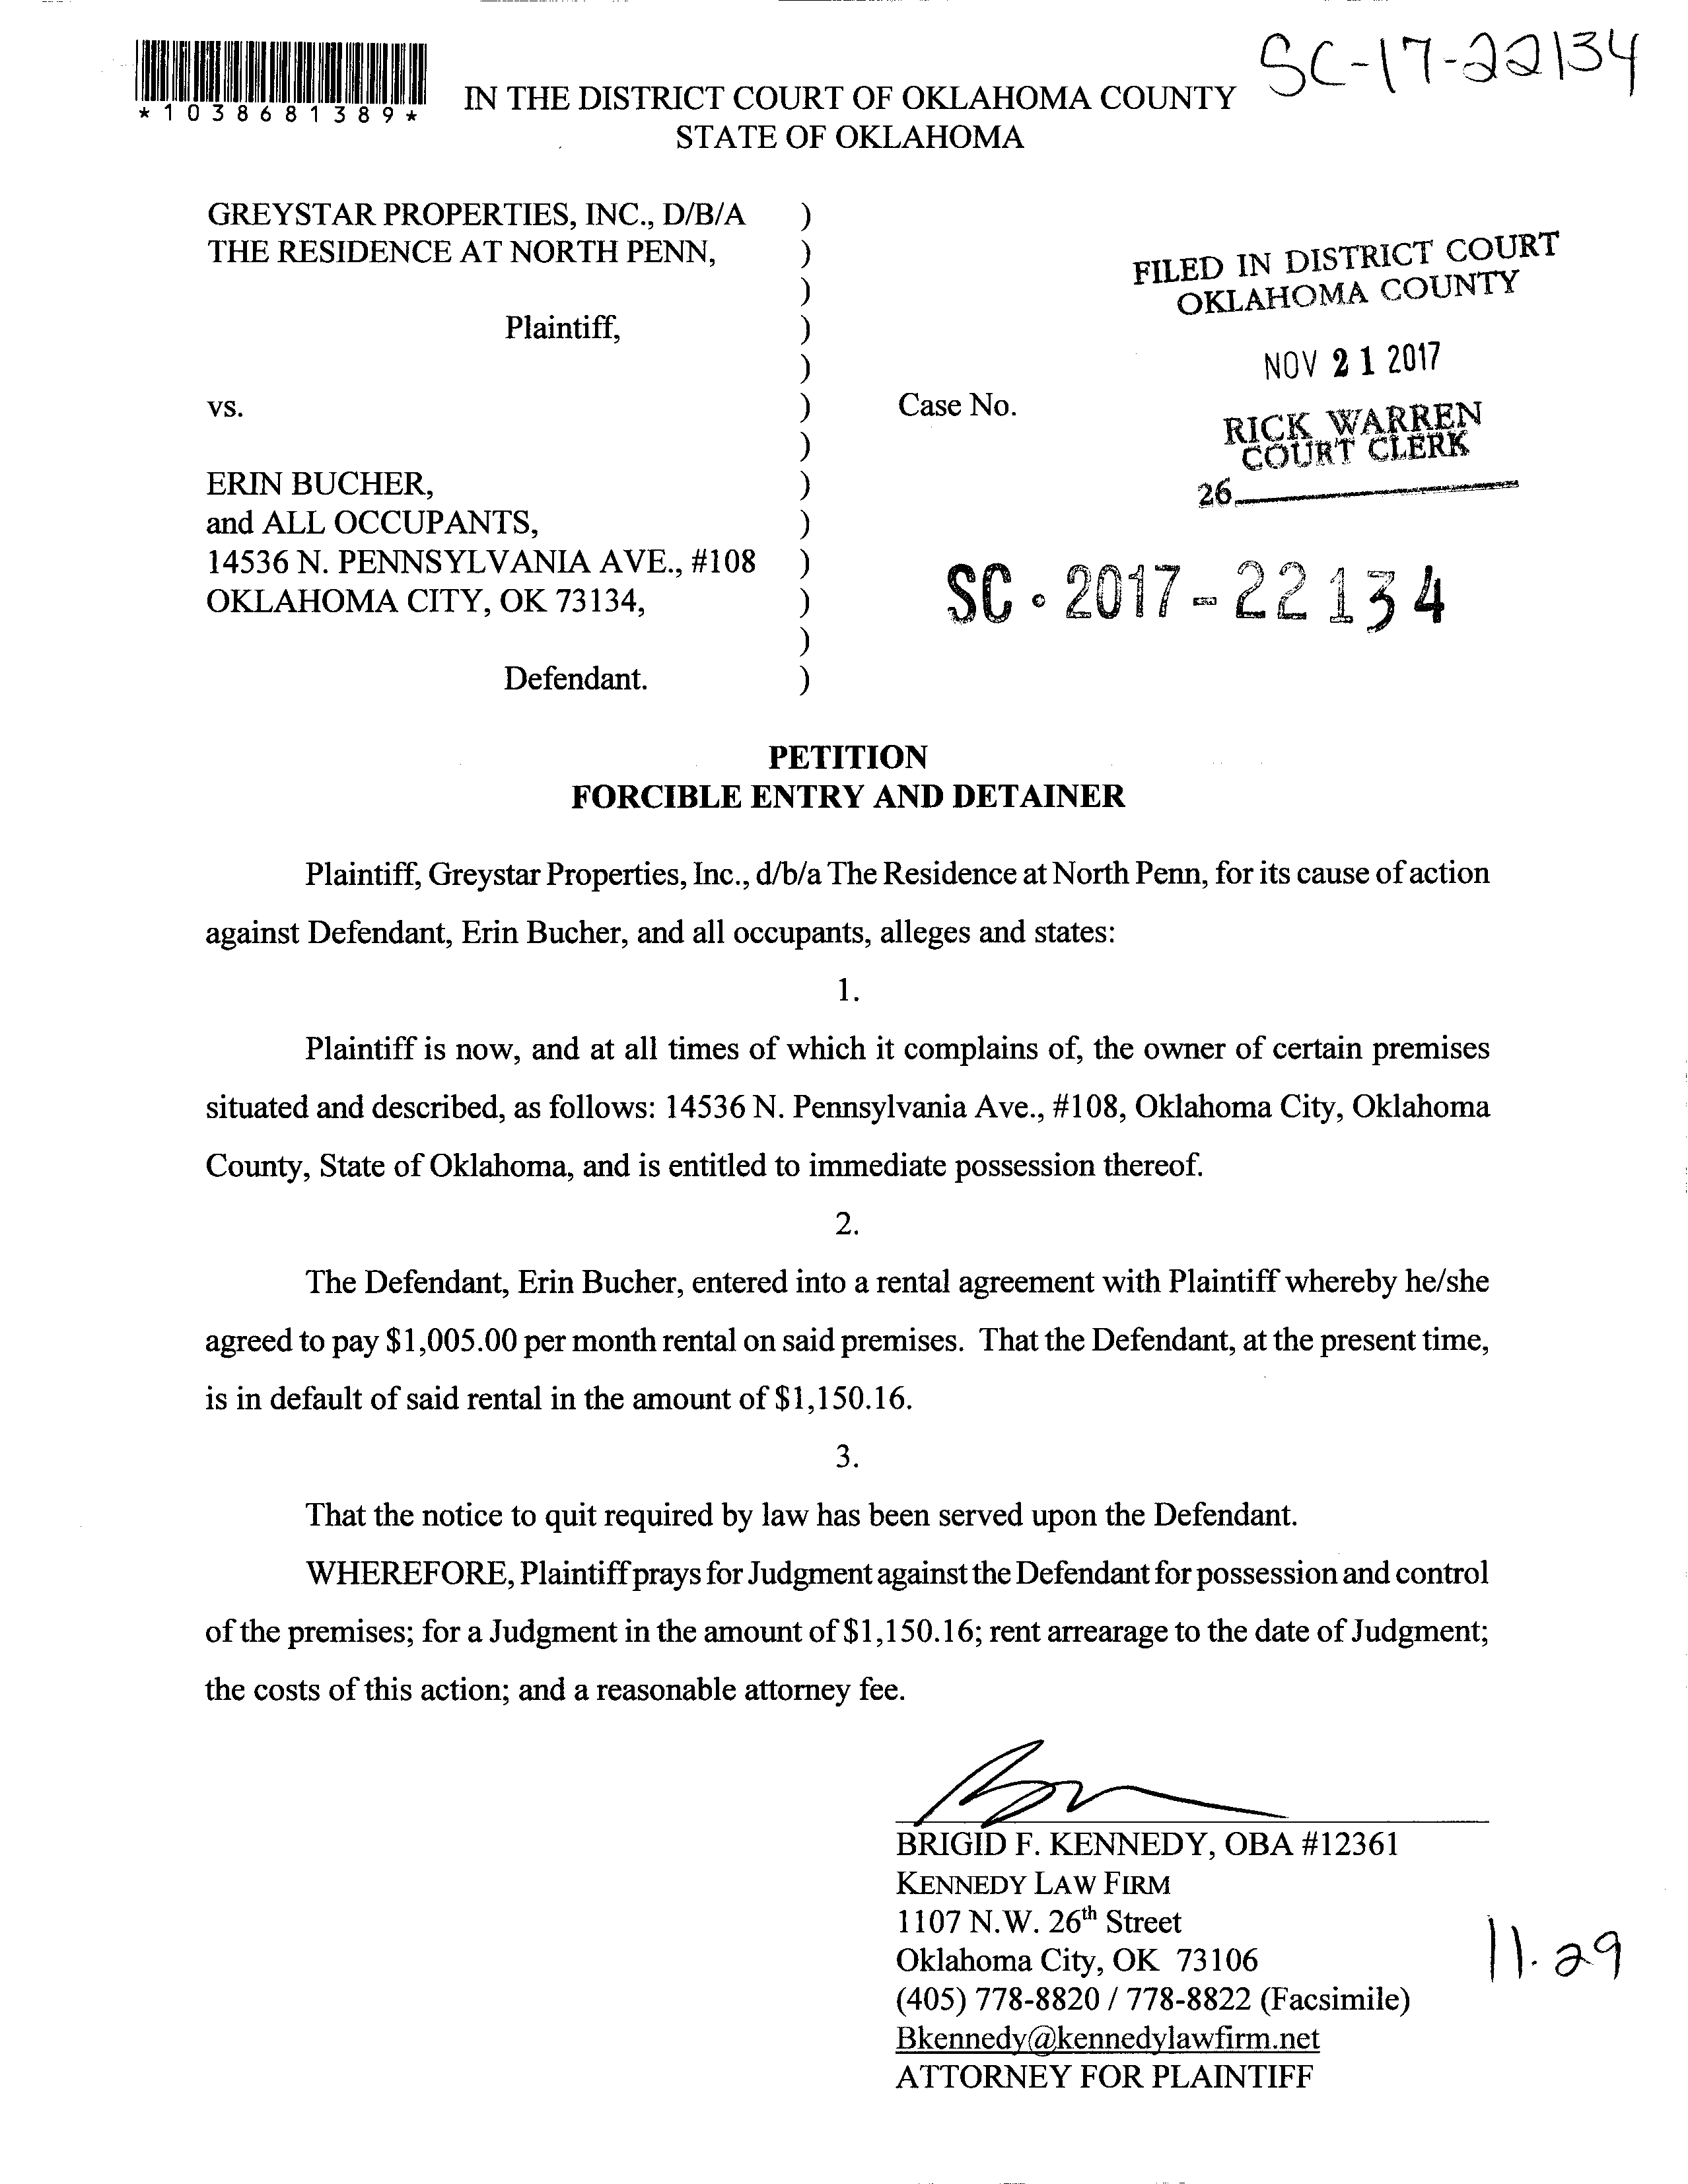 SC-17-22134
*1038681389*
IN THE DISTRICT COURT OF OKLAHOMA COUNTY
STATE OF OKLAHOMA
GREYSTAR PROPERTIES, INC., D/B/A )
THE RESIDENCE AT NORTH PENN, )
)
Plaintiff, )
)
vs. ) Case No.
)
ERIN BUCHER, )
and ALL OCCUPANTS, )
14536 N. PENNSYLVANIA AVE., #108 )
OKLAHOMA CITY, OK 73134, )
)
Defendant. )
FILED IN DISTRICT COURT
OKLAHOMA COUNTY
NOV 21 2017
RICK WARREN
COURT CLERK
26
SC • 2017-22134
PETITION
FORCIBLE ENTRY AND DETAINER
Plaintiff, Greystar Properties, Inc., d/b/a The Residence at North Penn, for its cause of action
against Defendant, Erin Bucher, and all occupants, alleges and states:
1.
Plaintiff is now, and at all times of which it complains of, the owner of certain premises
situated and described, as follows: 14536 N. Pennsylvania Ave., #108, Oklahoma City, Oklahoma
County, State of Oklahoma, and is entitled to immediate possession thereof.
2.
The Defendant, Erin Bucher, entered into a rental agreement with Plaintiff whereby he/she
agreed to pay $1,005.00 per month rental on said premises. That the Defendant, at the present time,
is in default of said rental in the amount of $1,150.16.
3.
That the notice to quit required by law has been served upon the Defendant.
WHEREFORE, Plaintiff prays for Judgment against the Defendant for possession and control
of the premises; for a Judgment in the amount of $1,150.16; rent arrearage to the date of Judgment;
the costs of this action; and a reasonable attorney fee.
BRIGID F. KENNEDY, OBA #12361
KENNEDY LAW FIRM
1107 N.W. 26th Street
Oklahoma City, OK 73106
(405) 778-8820 / 778-8822 (Facsimile)
Bkennedy@kennedylawfirm.net
ATTORNEY FOR PLAINTIFF
11.29